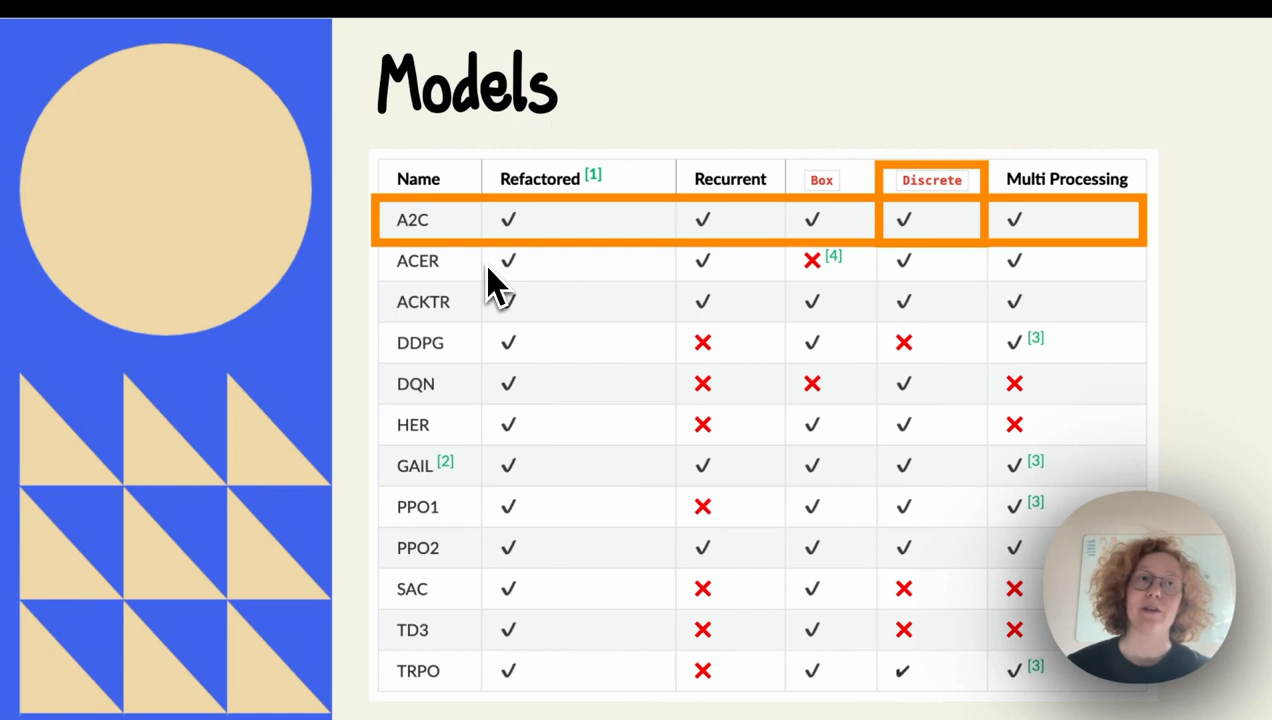 Models
Name Refactored [1] Recurrent Box Discrete Multi Processing
A2C ✓ ✓ ✓ ✓ ✓
ACER ✓ ✓ ❌ [4] ✓ ✓
ACKTR ✓ ✓ ✓ ✓ ✓
DDPG ✓ ❌ ✓ ❌ ✓ [3]
DQN ✓ ❌ ❌ ✓ ❌
HER ✓ ❌ ✓ ✓ ❌
GAIL [2] ✓ ✓ ✓ ✓ ✓ [3]
PPO1 ✓ ❌ ✓ ✓ ✓ [3]
PPO2 ✓ ✓ ✓ ✓ ✓
SAC ✓ ❌ ✓ ❌ ❌
TD3 ✓ ❌ ✓ ❌ ❌
TRPO ✓ ❌ ✓ ✔ ✓ [3]